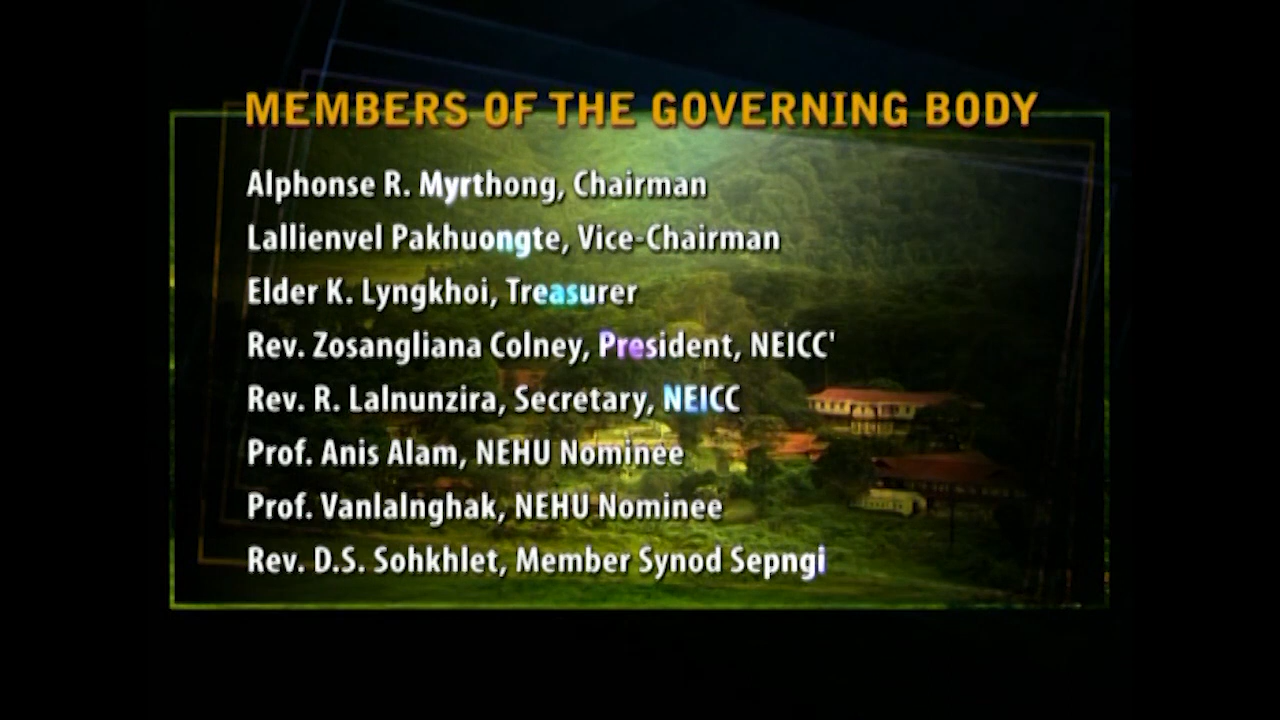 MEMBERS OF THE GOVERNING BODY
Alphonse R. Myrthong, Chairman
Lallienvel Pakhuongte, Vice-Chairman
Elder K. Lyngkhoi, Treasurer
Rev. Zosangliana Colney, President, NEICC'
Rev. R. Lalnunzira, Secretary, NEICC
Prof. Anis Alam, NEHU Nominee
Prof. Vanlalnghak, NEHU Nominee
Rev. D.S. Sohkhlet, Member Synod Sepngi